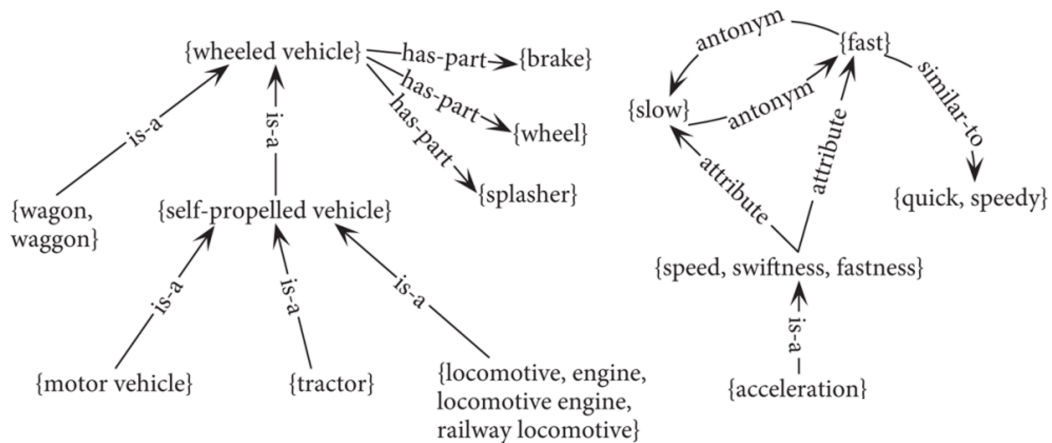 {wheeled vehicle}
has-part
{brake}
has-part
{wheel}
has-part
{splasher}
is-a
is-a
{wagon,
waggon}
{self-propelled vehicle}
is-a
is-a
is-a
{motor vehicle}
{tractor}
{locomotive, engine,
locomotive engine,
railway locomotive}
antonym
{fast}
{slow}
antonym
similar-to
attribute
attribute
{quick, speedy}
{speed, swiftness, fastness}
is-a
{acceleration}